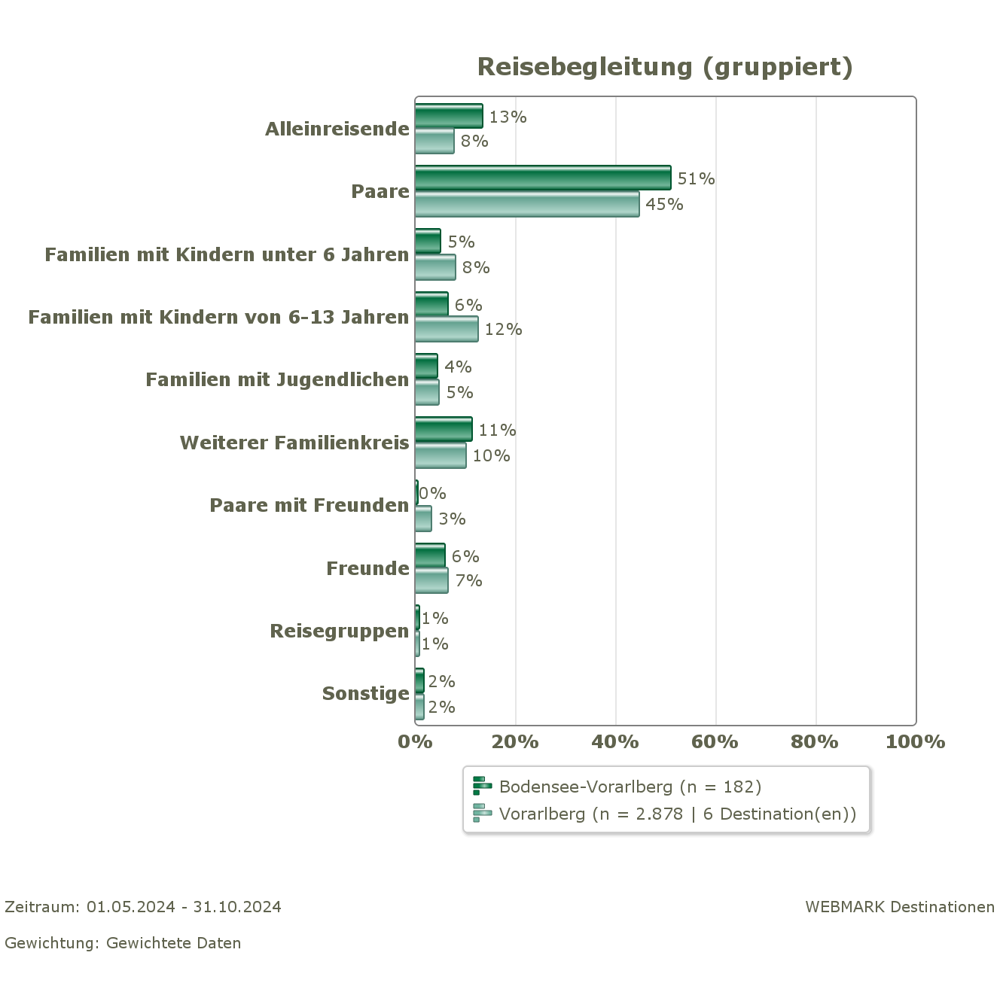 Reisebegleitung (gruppiert)
Alleinreisende
13%
8%
Paare
51%
45%
Familien mit Kindern unter 6 Jahren
5%
8%
Familien mit Kindern von 6-13 Jahren
6%
12%
Familien mit Jugendlichen
4%
5%
Weiterer Familienkreis
11%
10%
Paare mit Freunden
0%
3%
Freunde
6%
7%
Reisegruppen
1%
1%
Sonstige
2%
2%
0% 20% 40% 60% 80% 100%
Bodensee-Vorarlberg (n = 182)
Vorarlberg (n = 2.878 | 6 Destination(en))
Zeitraum: 01.05.2024 - 31.10.2024
WEBMARK Destinationen
Gewichtung: Gewichtete Daten